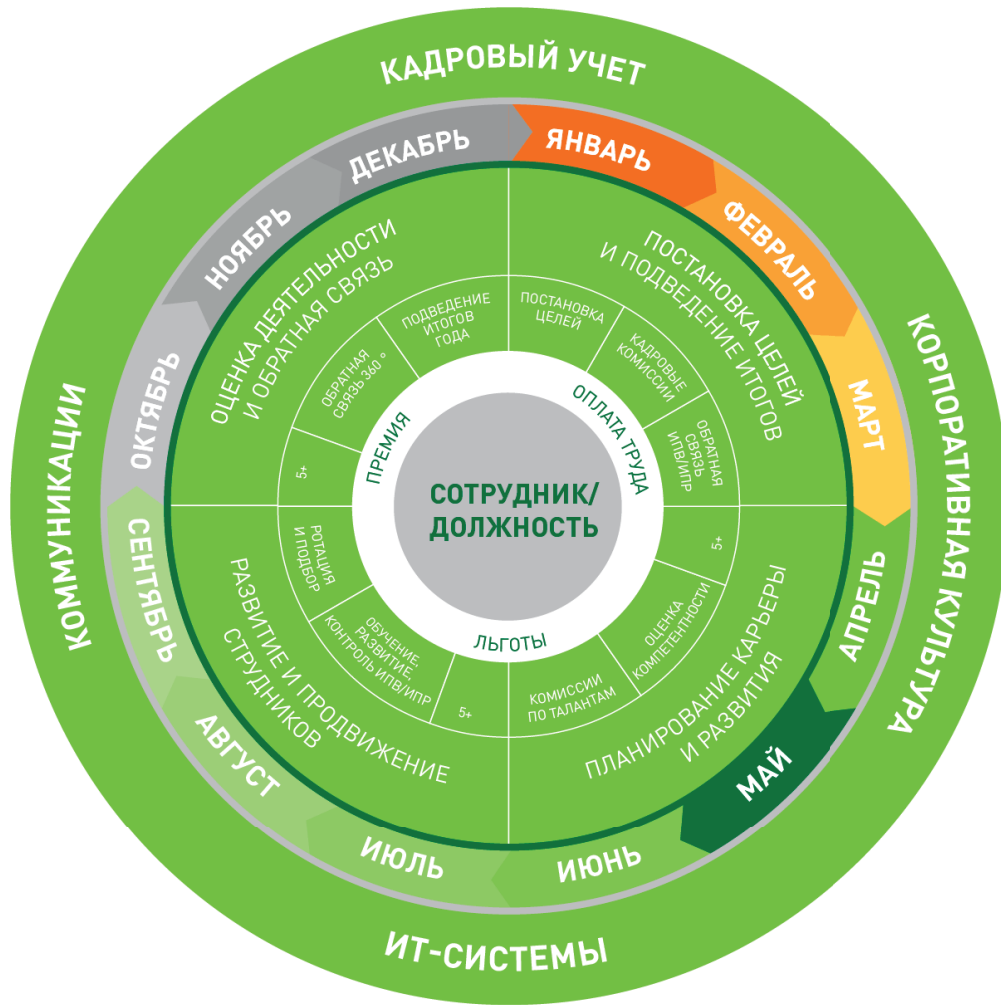 КАДРОВЫЙ УЧЕТ
КОРПОРАТИВНАЯ КУЛЬТУРА
ИТ-СИСТЕМЫ
КОММУНИКАЦИИ
ЯНВАРЬ
ФЕВРАЛЬ
МАРТ
АПРЕЛЬ
МАЙ
ИЮНЬ
ИЮЛЬ
АВГУСТ
СЕНТЯБРЬ
ОКТЯБРЬ
НОЯБРЬ
ДЕКАБРЬ
ПОСТАНОВКА ЦЕЛЕЙ
И ПОДВЕДЕНИЕ ИТОГОВ
ПОСТАНОВКА
ЦЕЛЕЙ
КАДРОВЫЕ
КОМИССИИ
ОБРАТНАЯ
СВЯЗЬ
ИПВ/ИПР
ПЛАНИРОВАНИЕ КАРЬЕРЫ
И РАЗВИТИЯ
5+
ОЦЕНКА
КОМПЕТЕНТНОСТИ
КОМИССИИ
ПО ТАЛАНТАМ
РАЗВИТИЕ И ПРОДВИЖЕНИЕ
СТРУДНИКОВ
5+
ОБУЧЕНИЕ,
РАЗВИТИЕ,
КОНТРОЛЬ ИПВ/ИПР
РОТАЦИЯ
И ПОДБОР
ОЦЕНКА ДЕЯТЕЛЬНОСТИ
И ОБРАТНАЯ СВЯЗЬ
5+
ОБРАТНАЯ
СВЯЗЬ 360 °
ПОДВЕДЕНИЕ
ИТОГОВ
ГОДА
ПРЕМИЯ
ОПЛАТА ТРУДА
ЛЬГОТЫ
СОТРУДНИК/
ДОЛЖНОСТЬ